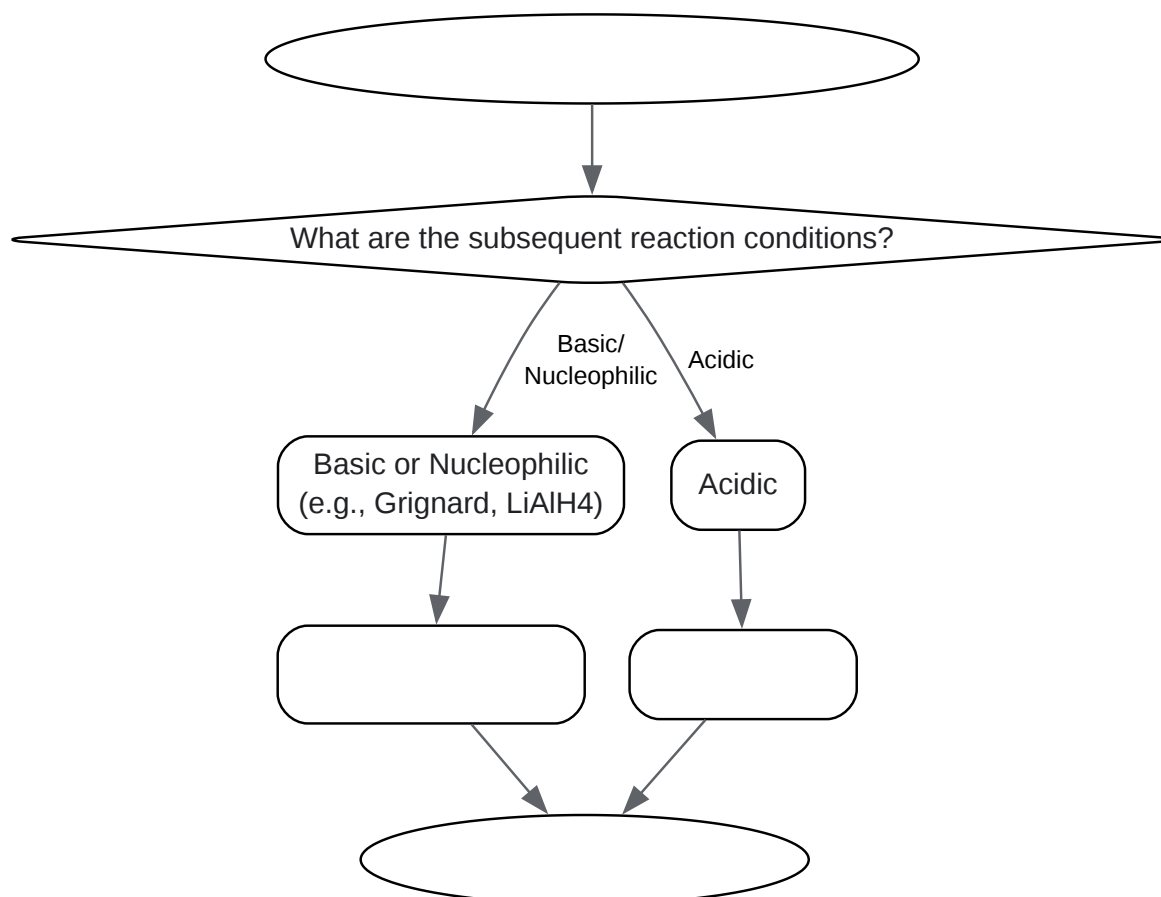 What are the subsequent reaction conditions?
Basic/
Nucleophilic
Acidic
Basic or Nucleophilic
(e.g., Grignard, LiAlH4)
Acidic